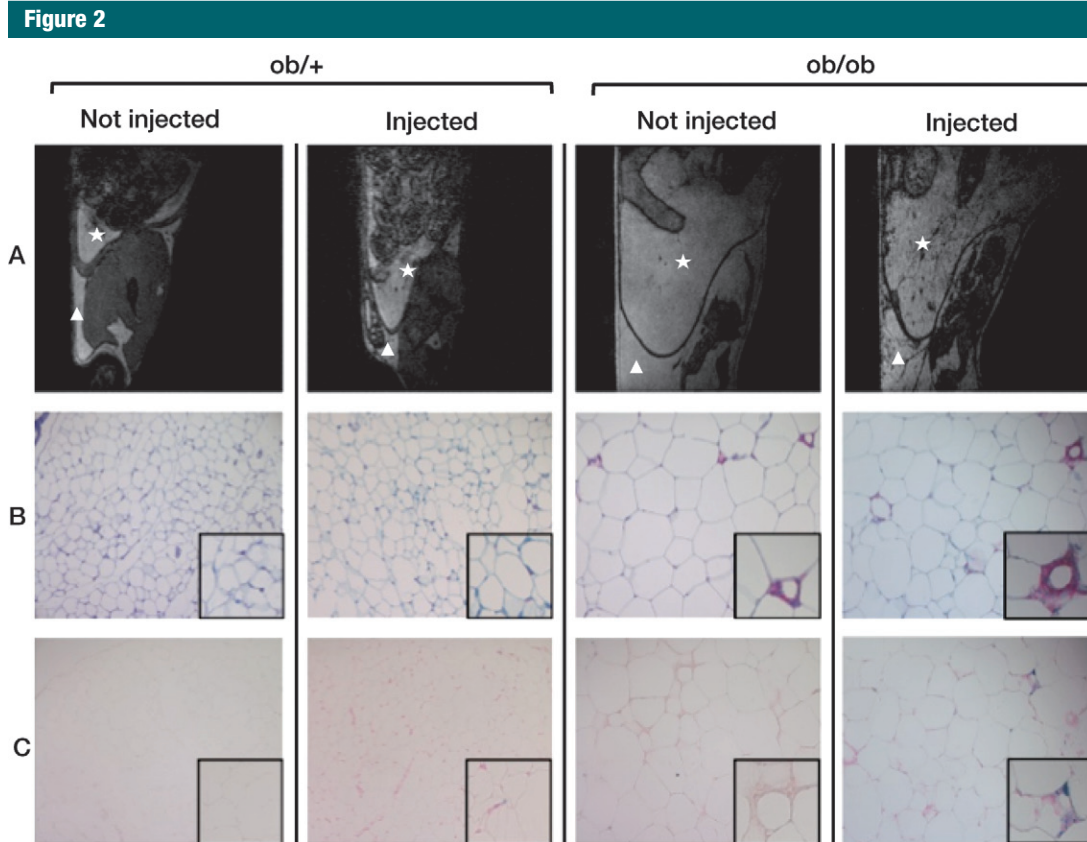 Figure 2
ob/+ ob/ob
Not injected Injected Not injected Injected
A
B
C